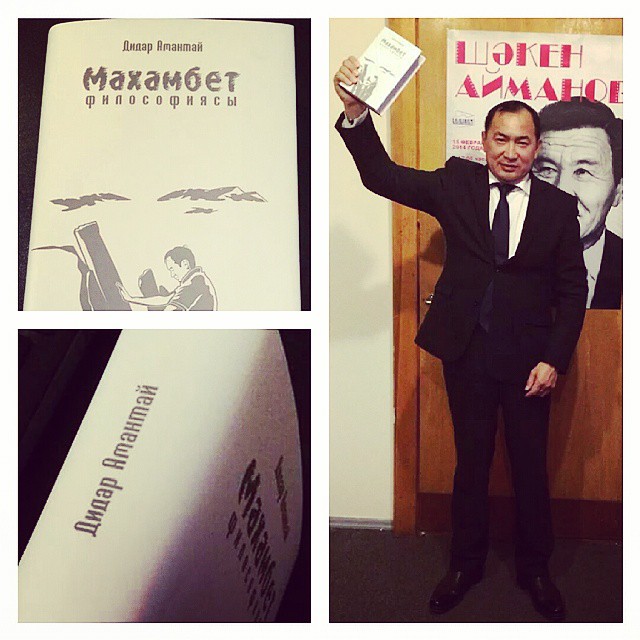 Дидар Амантай
Махамбет
философиясы
Дидар Амантай
Махамбет
ШӘКЕН
АЙМАНОВ